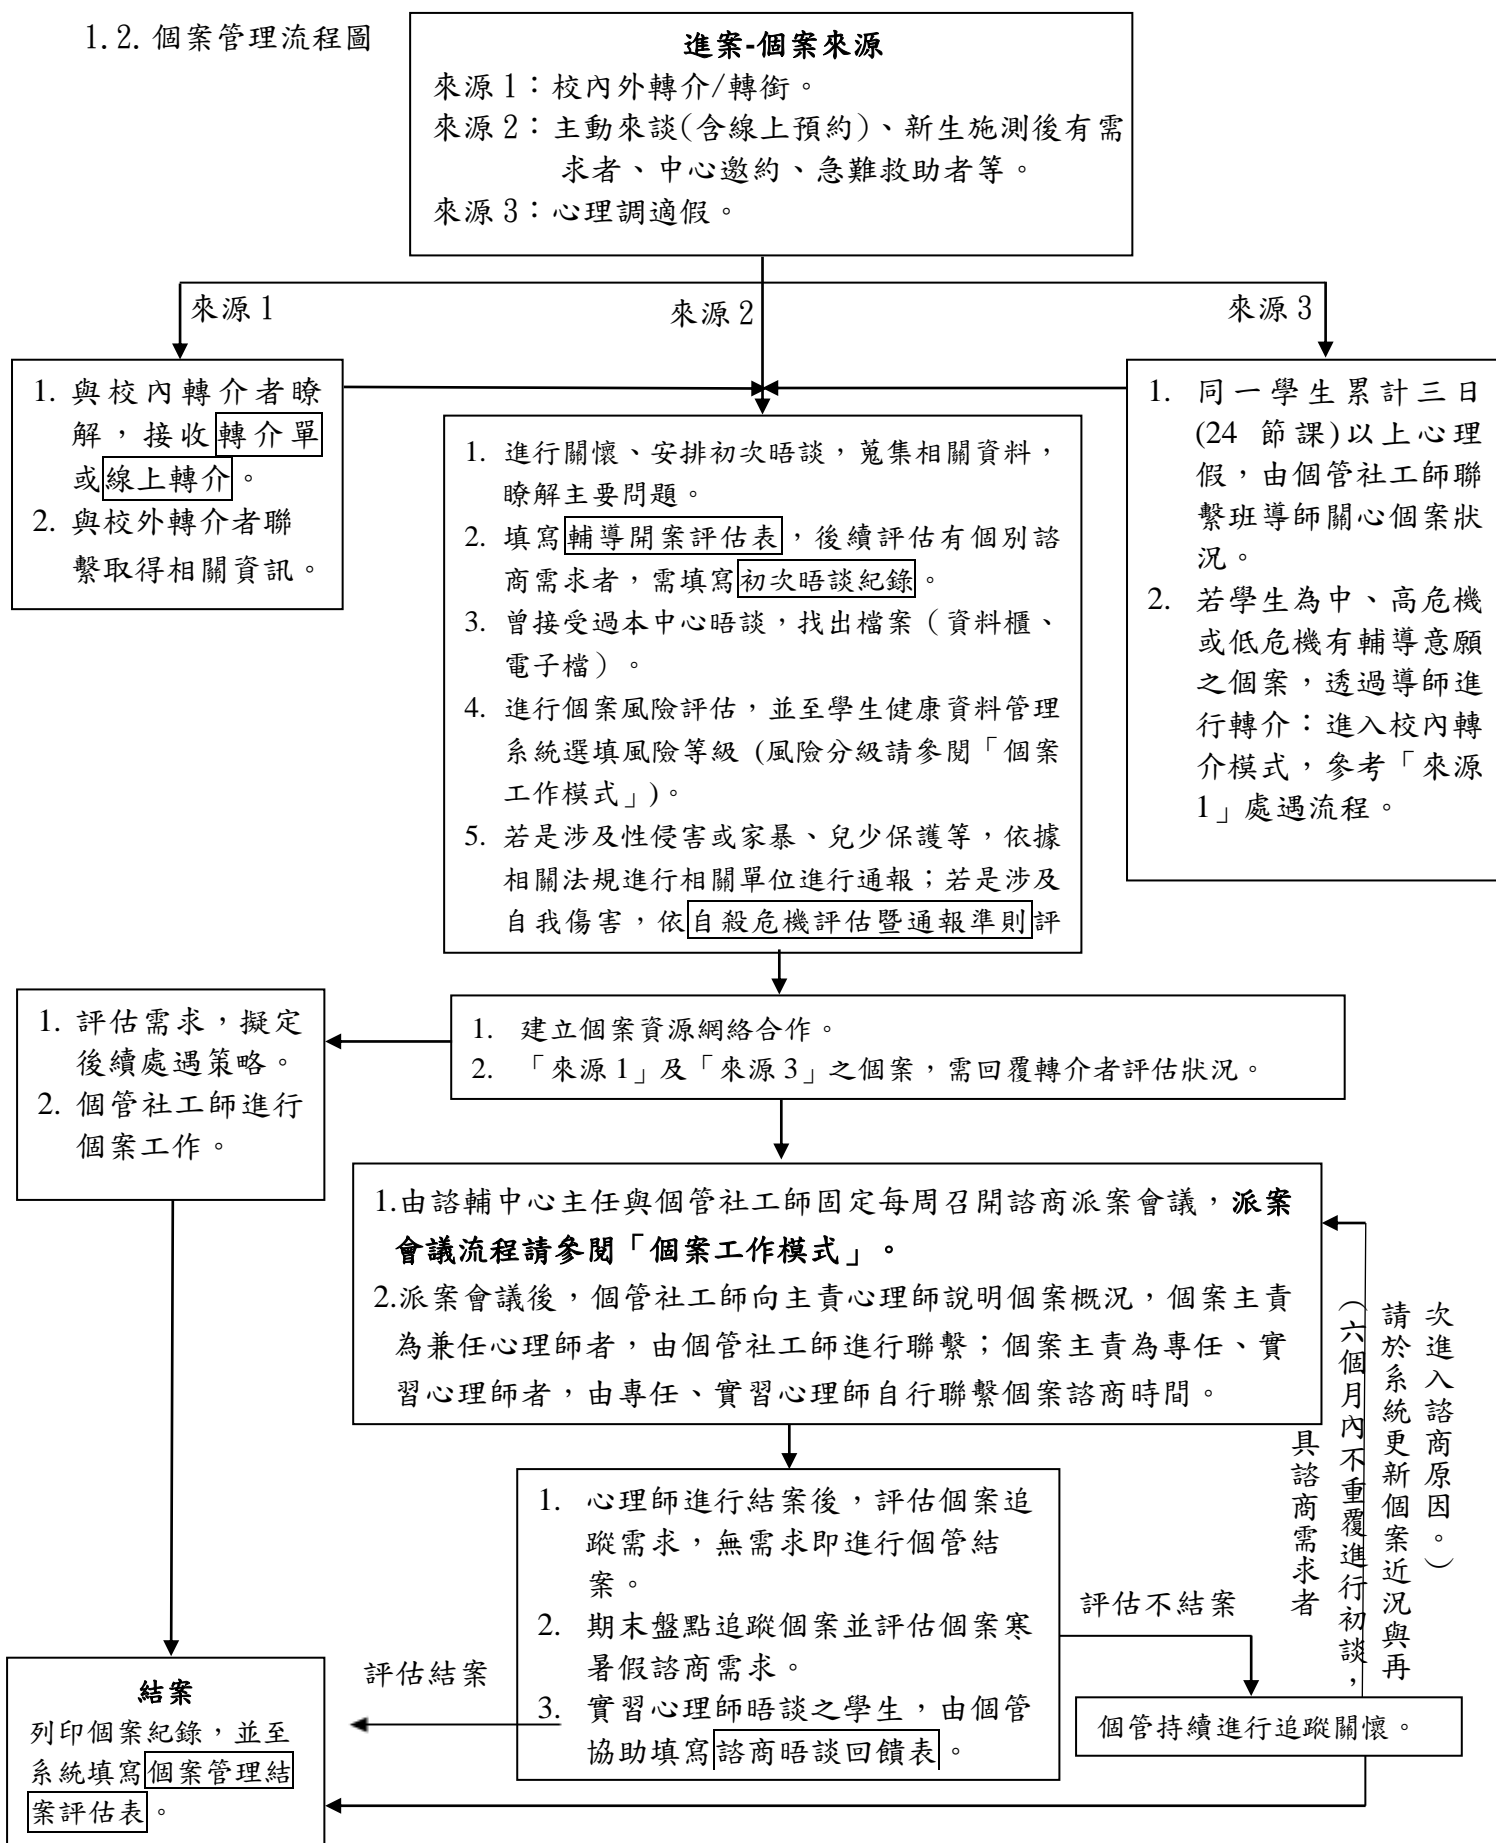 1.2. 個案管理流程圖
進案-個案來源
來源 1：校內外轉介/轉銜。
來源 2：主動來談(含線上預約)、新生施測後有需
求者、中心邀約、急難救助者等。
來源 3：心理調適假。
來源 1
來源 2
來源 3
1. 與校內轉介者瞭
解，接收轉介單
或線上轉介。
2. 與校外轉介者聯
繫取得相關資訊。
1. 進行關懷、安排初次晤談，蒐集相關資料，
瞭解主要問題。
2. 填寫輔導開案評估表，後續評估有個別諮
商需求者，需填寫初次晤談紀錄。
3. 曾接受過本中心晤談，找出檔案（資料櫃、
電子檔）。
4. 進行個案風險評估，並至學生健康資料管理
系統選填風險等級 (風險分級請參閱「個案
工作模式」)。
5. 若是涉及性侵害或家暴、兒少保護等，依據
相關法規進行相關單位進行通報；若是涉及
自我傷害，依自殺危機評估暨通報準則評
1. 同一學生累計三日
(24 節課)以上心理
假，由個管社工師聯
繫班導師關心個案狀
況。
2. 若學生為中、高危機
或低危機有輔導意願
之個案，透過導師進
行轉介：進入校內轉
介模式，參考「來源
1」處遇流程。
1. 評估需求，擬定
後續處遇策略。
2. 個管社工師進行
個案工作。
1. 建立個案資源網絡合作。
2. 「來源 1」及「來源 3」之個案，需回覆轉介者評估狀況。
1.由諮輔中心主任與個管社工師固定每周召開諮商派案會議，派案
會議流程請參閱「個案工作模式」。
2.派案會議後，個管社工師向主責心理師說明個案概況，個案主責
為兼任心理師者，由個管社工師進行聯繫；個案主責為專任、實
習心理師者，由專任、實習心理師自行聯繫個案諮商時間。
具諮商需求者
（六個月內不重覆進行初談，
請於系統更新個案近況與再
次進入諮商原因。）
1. 心理師進行結案後，評估個案追
蹤需求，無需求即進行個管結
案。
2. 期末盤點追蹤個案並評估個案寒
暑假諮商需求。
3. 實習心理師晤談之學生，由個管
協助填寫諮商晤談回饋表。
評估不結案
評估結案
個管持續進行追蹤關懷。
結案
列印個案紀錄，並至
系統填寫個案管理結
案評估表。